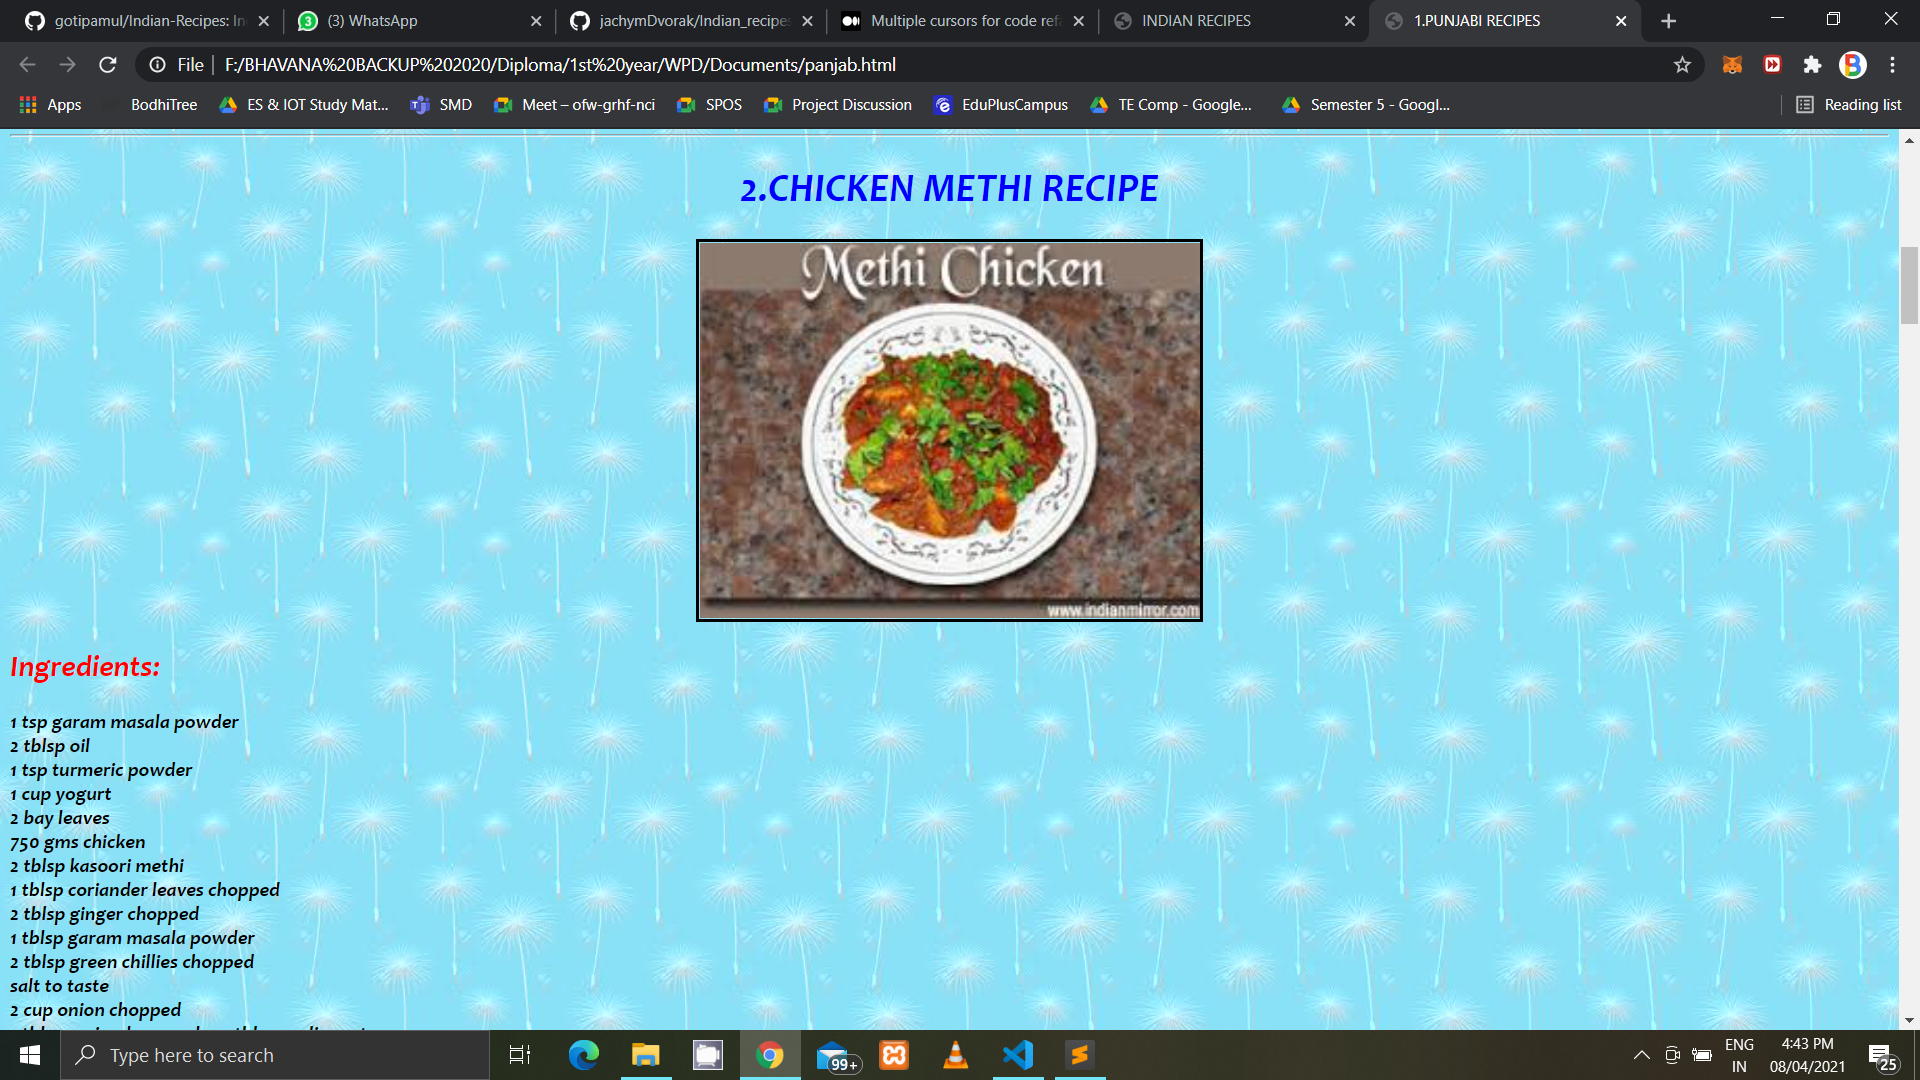 gotipamul/Indian-Recipes: In
(3) WhatsApp
jachymDvorak/Indian_recipes
Multiple cursors for code refa
INDIAN RECIPES
1.PUNJABI RECIPES
File
F:/BHAVANA%20BACKUP%202020/Diploma/1st%20year/WPD/Documents/panjab.html
Apps
BodhiTree
ES & IOT Study Mat...
SMD
Meet – ofw-grhf-nci
SPOS
Project Discussion
EduPlusCampus
TE Comp - Google...
Semester 5 - Googl...
Reading list
2.CHICKEN METHI RECIPE
Methi Chicken
www.indianmirror.com
Ingredients:
1 tsp garam masala powder
2 tblsp oil
1 tsp turmeric powder
1 cup yogurt
2 bay leaves
750 gms chicken
2 tblsp kasoori methi
1 tblsp coriander leaves chopped
2 tblsp ginger chopped
1 tblsp garam masala powder
2 tblsp green chillies chopped
salt to taste
2 cup onion chopped
Type here to search
99+
ENG
IN
4:43 PM
08/04/2021
25